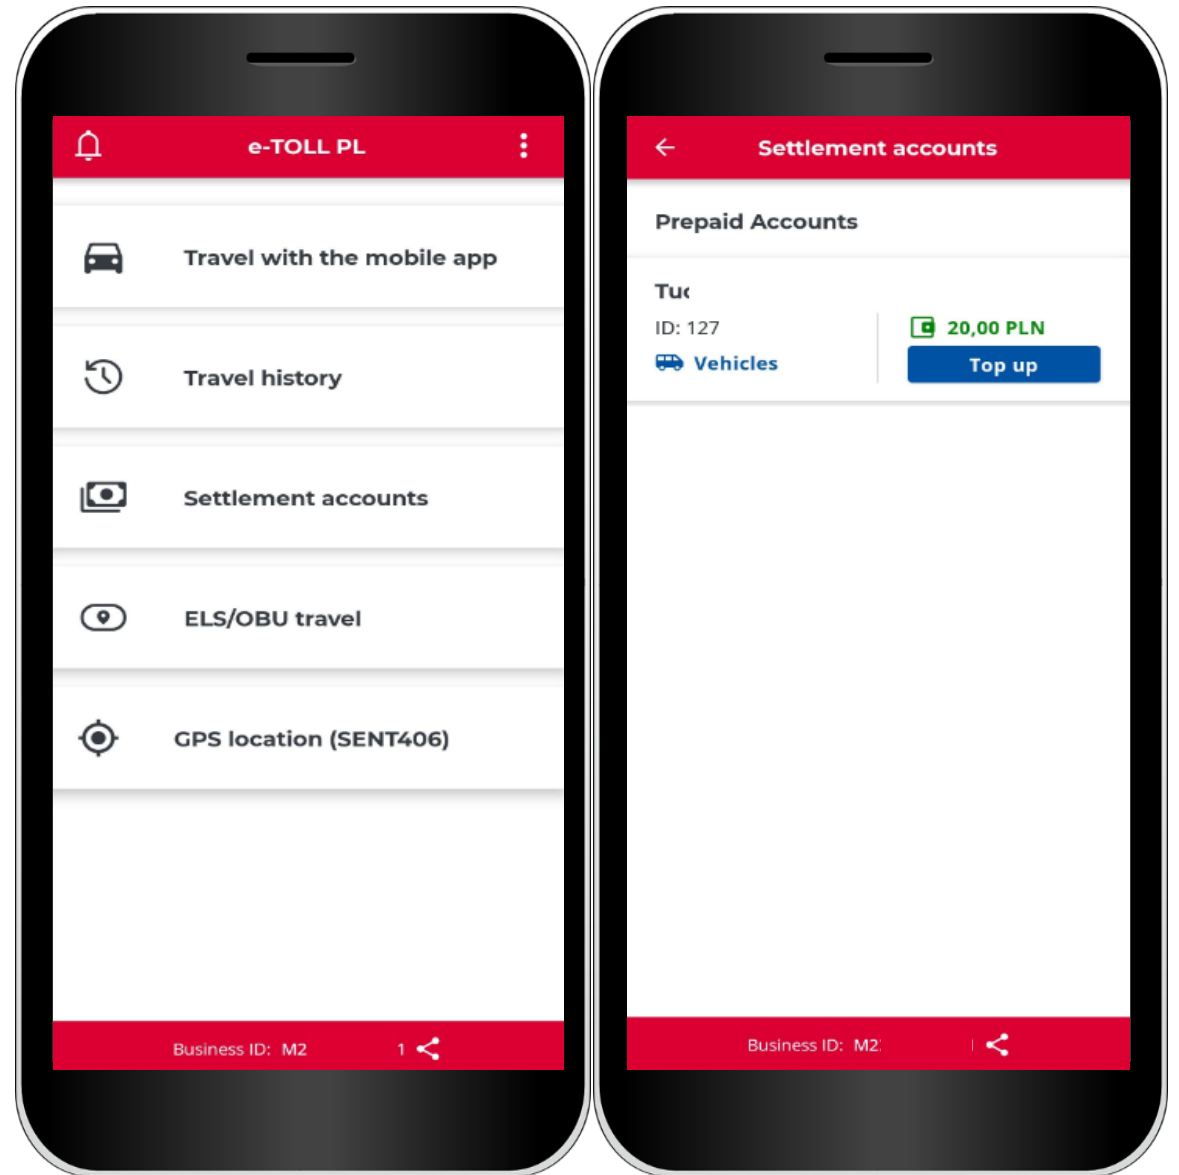 e-TOLL PL
Travel with the mobile app
Travel history
Settlement accounts
ELS/OBU travel
GPS location (SENT406)
Business ID: M2 1
Settlement accounts
Prepaid Accounts
ID: 127
20,00 PLN
Vehicles
Top up
Business ID: M2